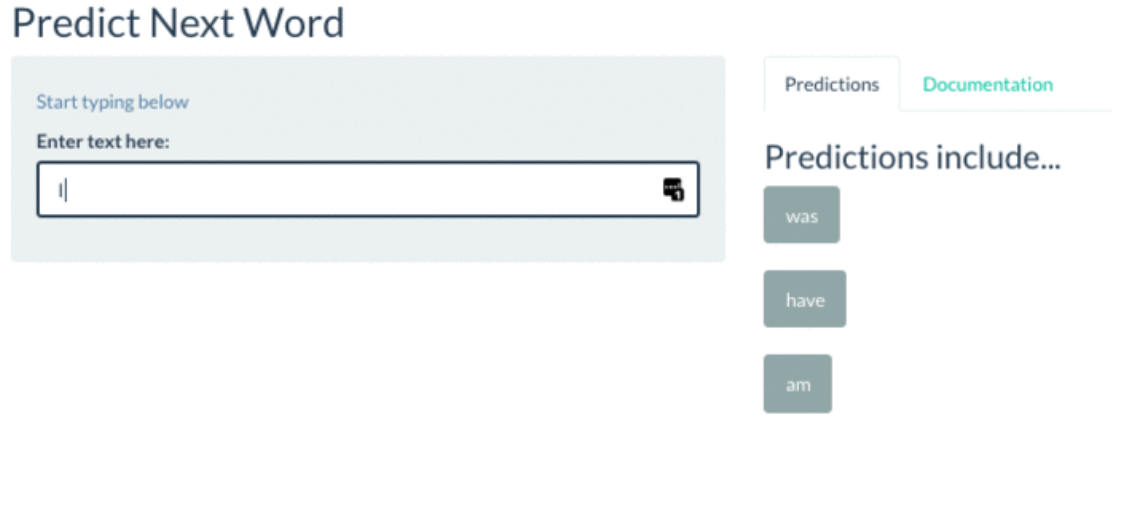 Predict Next Word
Start typing below
Enter text here:
I
Predictions
Documentation
Predictions include...
was
have
am